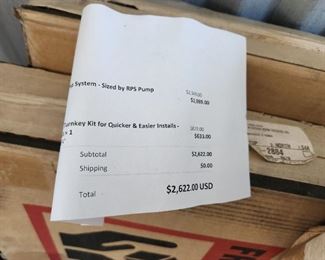 System - Sized by RPS Pump
$1,989.00
Turnkey Kit for Quicker & Easier Installs -
× 1
$633.00
Subtotal $2,622.00
Shipping $0.00
Total $2,622.00 USD
2884